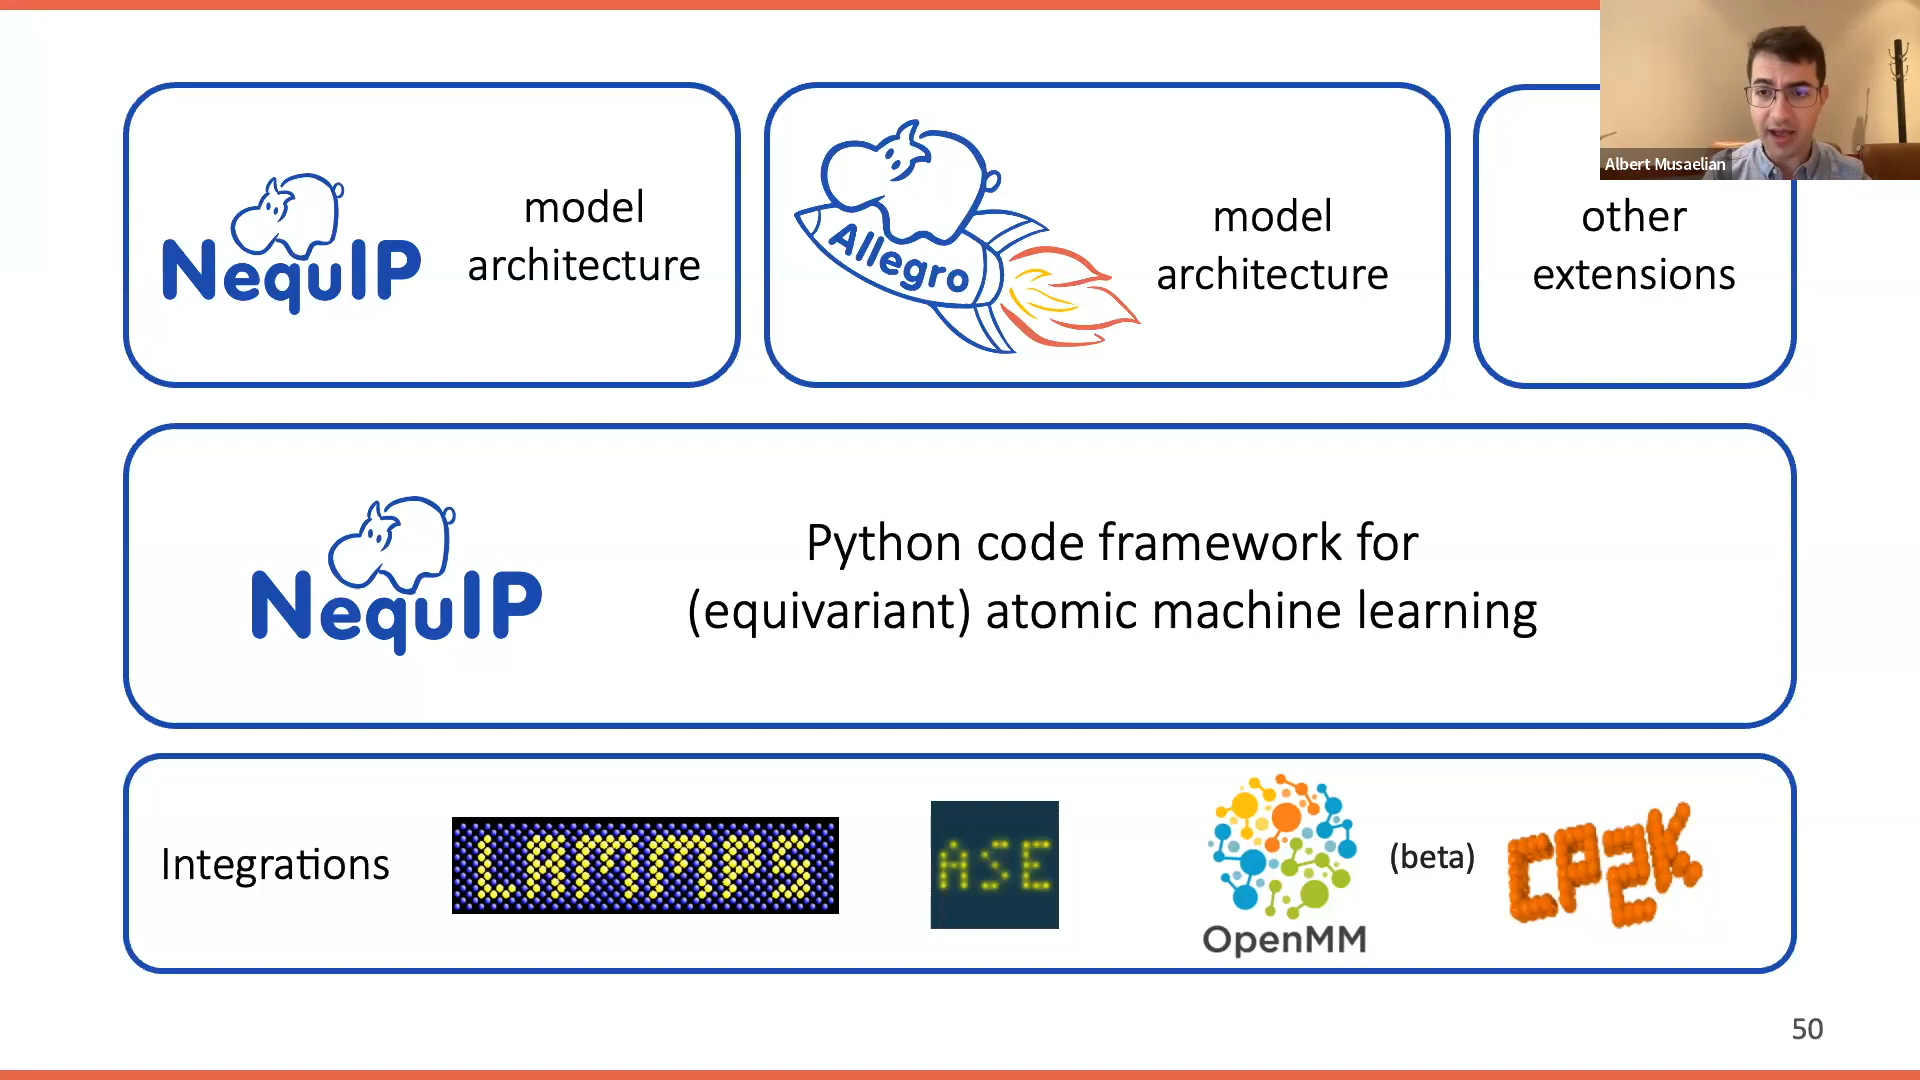 NequIP
model
architecture
Allegro
model
architecture
other
extensions
Albert Musaelian
NequIP
Python code framework for
(equivariant) atomic machine learning
Integrations
LAMMPS
ASE
OpenMM
(beta)
CP2K
50